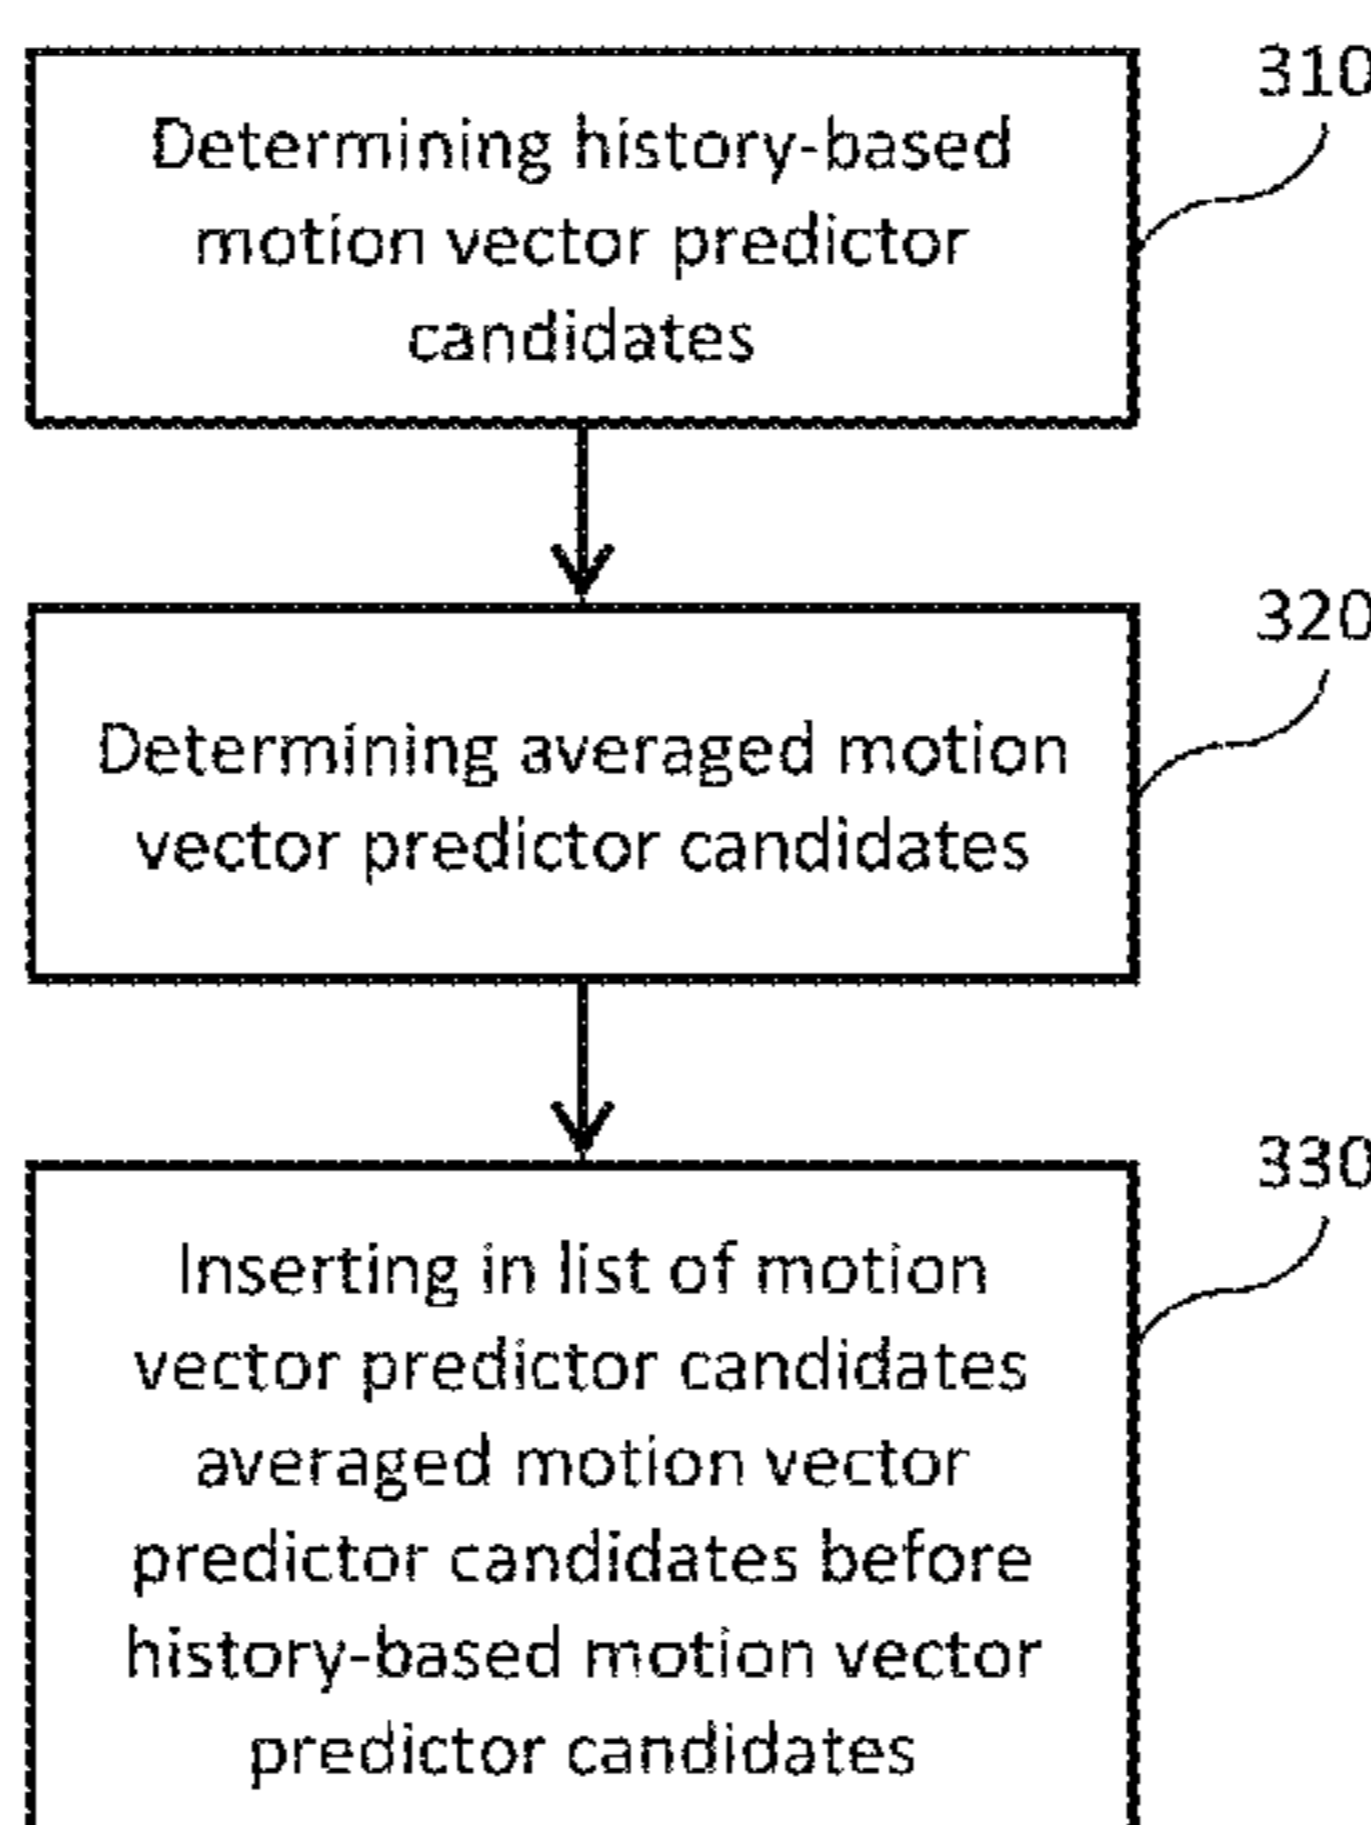 310
Determining history-based
motion vector predictor
candidates
320
Determining averaged motion
vector predictor candidates
330
Inserting in list of motion
vector predictor candidates
averaged motion vector
predictor candidates before
history-based motion vector
predictor candidates